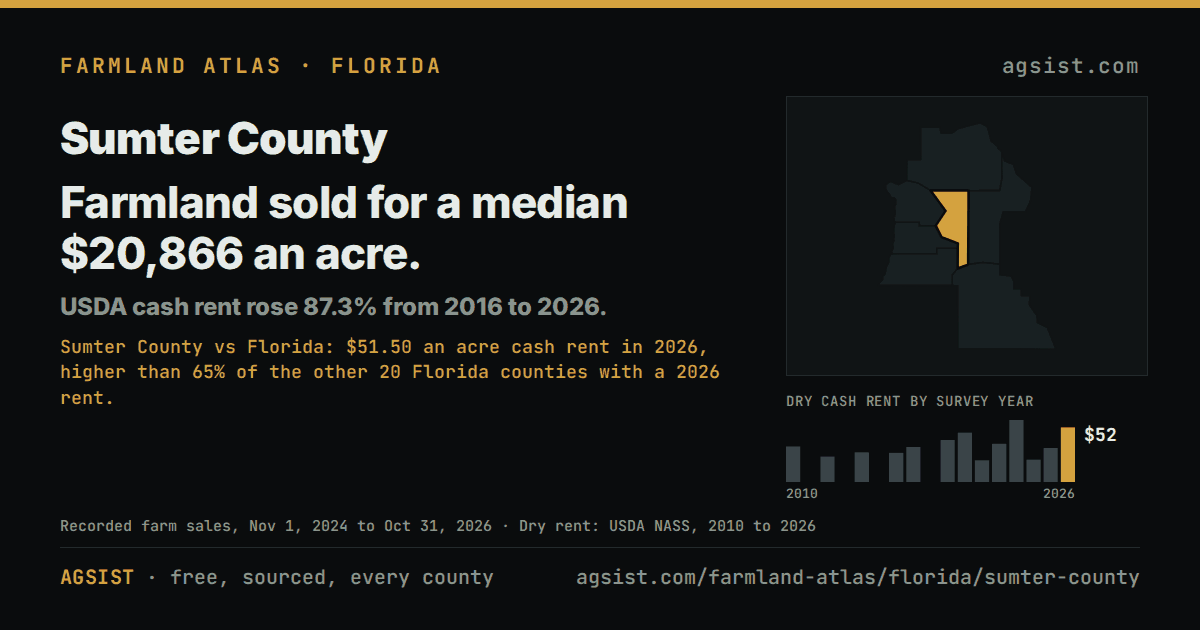 FARMLAND ATLAS · FLORIDA
agsist.com
Sumter County
Farmland sold for a median
$20,866 an acre.
USDA cash rent rose 87.3% from 2016 to 2026.
Sumter County vs Florida: $51.50 an acre cash rent in 2026,
higher than 65% of the other 20 Florida counties with a 2026
rent.
DRY CASH RENT BY SURVEY YEAR
$52
2010 2026
Recorded farm sales, Nov 1, 2024 to Oct 31, 2026 · Dry rent: USDA NASS, 2010 to 2026
AGSIST · free, sourced, every county
agsist.com/farmland-atlas/florida/sumter-county